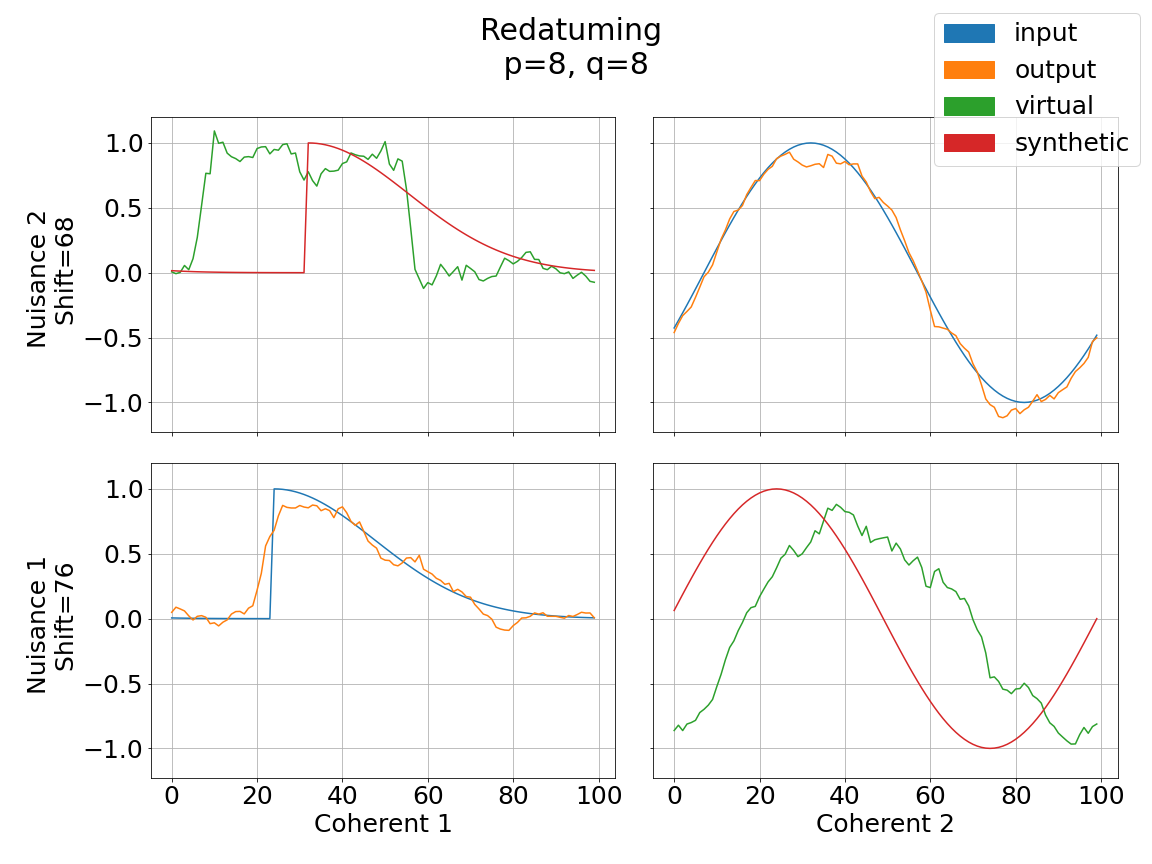 Redatuming
p=8, q=8
input
output
virtual
synthetic
Nuisance 2
Shift=68
1.0
0.5
0.0
−0.5
−1.0
Nuisance 1
Shift=76
1.0
0.5
0.0
−0.5
−1.0
0 20 40 60 80 100
0 20 40 60 80 100
Coherent 1
Coherent 2